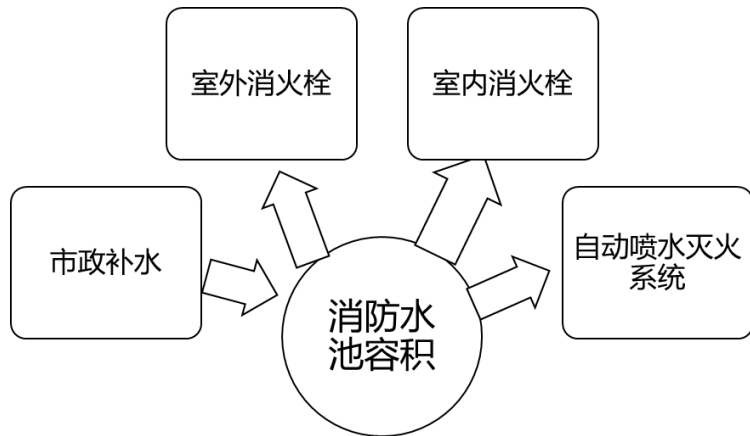 室外消火栓
室内消火栓
市政补水
自动喷水灭火
系统
消防水
池容积